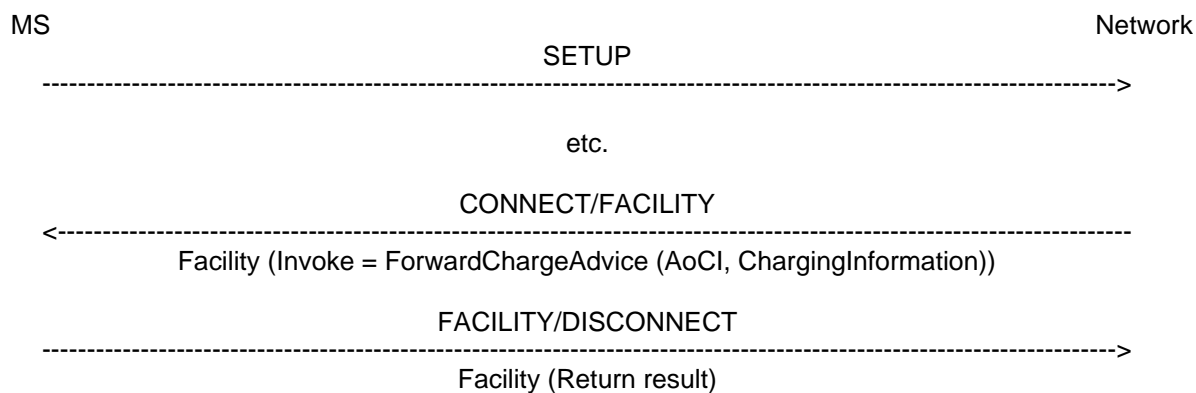 MS Network
SETUP
------------------------------------------------------------------------------------------------------------------------>
etc.
CONNECT/FACILITY
<------------------------------------------------------------------------------------------------------------------------
Facility (Invoke = ForwardChargeAdvice (AoCI, ChargingInformation))
FACILITY/DISCONNECT
------------------------------------------------------------------------------------------------------------------------>
Facility (Return result)